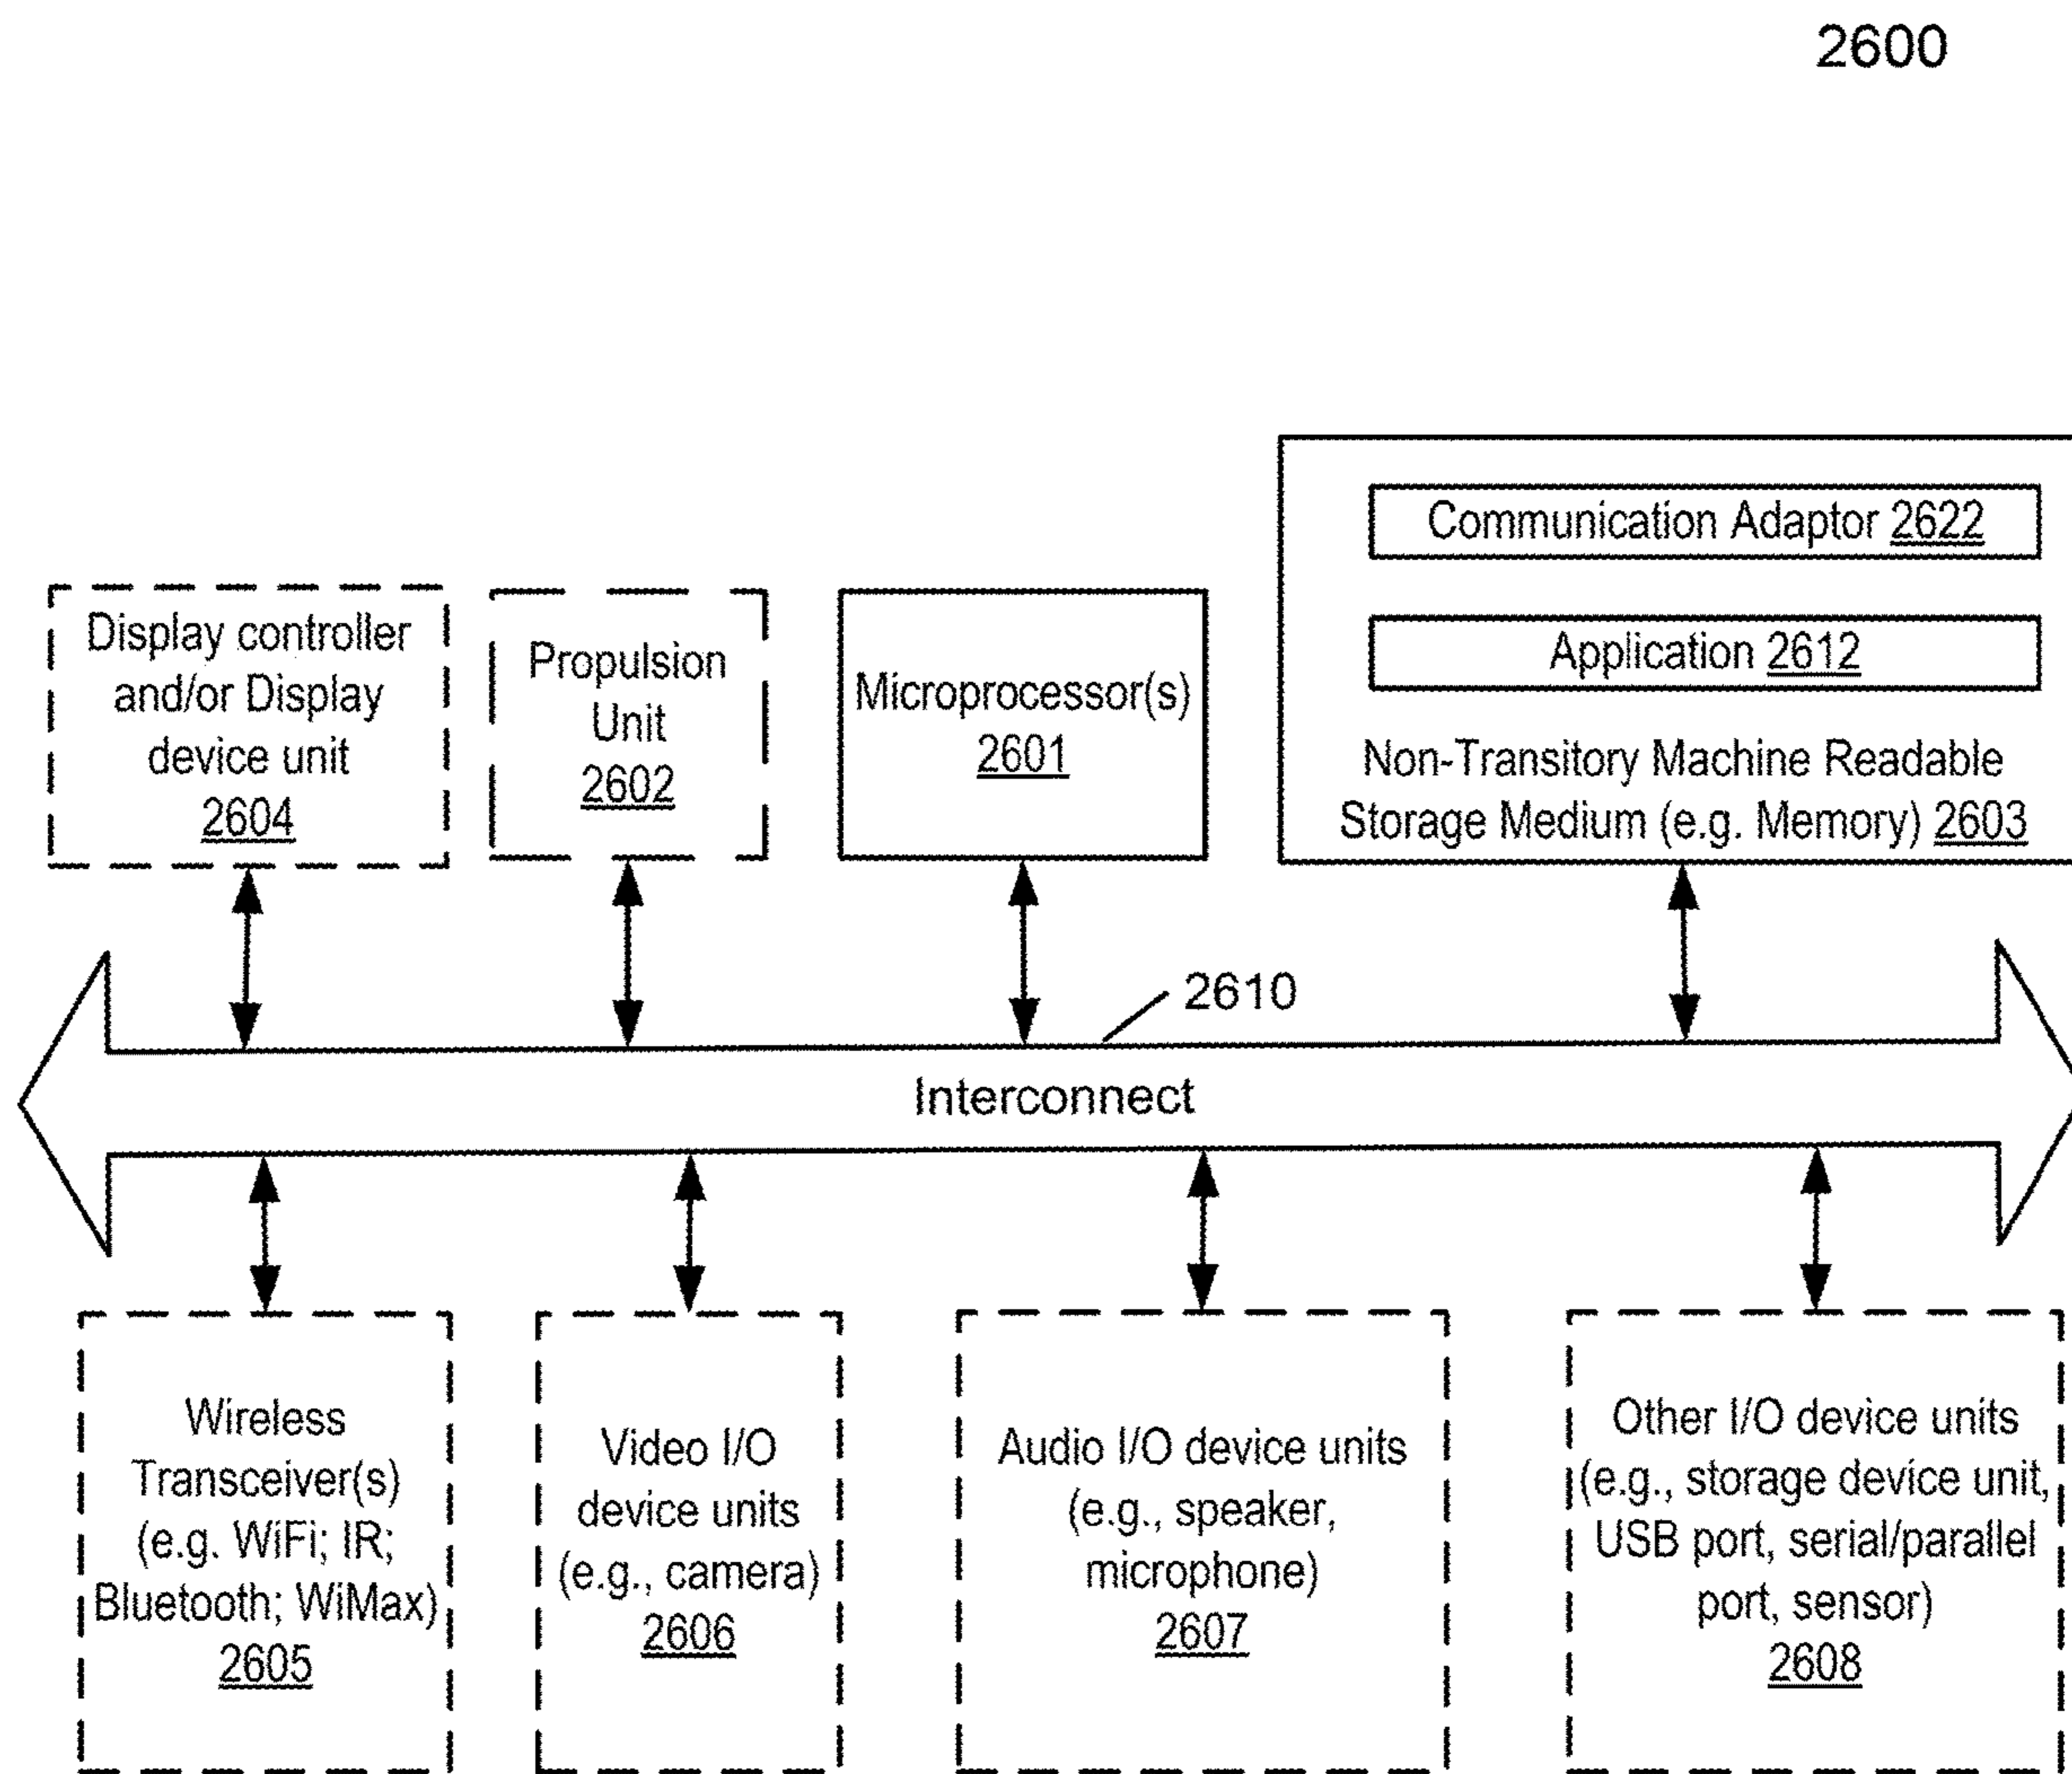 2600
Communication Adaptor 2622
Application 2612
Non-Transitory Machine Readable
Storage Medium (e.g. Memory) 2603
Display controller
and/or Display
device unit
2604
Propulsion
Unit
2602
Microprocessor(s)
2601
2610
Interconnect
Wireless
Transceiver(s)
(e.g. WiFi; IR;
Bluetooth; WiMax)
2605
Video I/O
device units
(e.g., camera)
2606
Audio I/O device units
(e.g., speaker,
microphone)
2607
Other I/O device units
(e.g., storage device unit,
USB port, serial/parallel
port, sensor)
2608